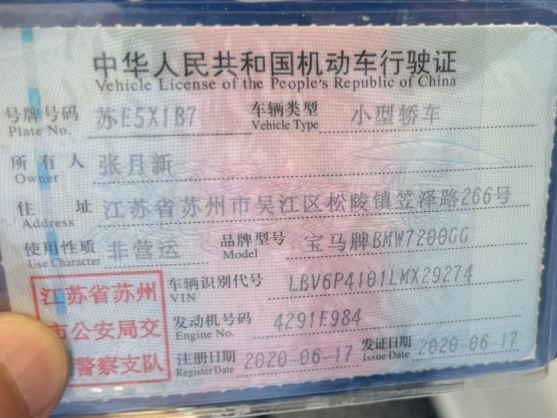 中华人民共和国机动车行驶证
Vehicle License of the People's Republic of China
号牌号码 苏E5X1B7 车辆类型 小型轿车
Plate No. Vehicle Type
所有人 张月新
Owner
住址 江苏省苏州市吴江区松陵镇笠泽路266号
Address
使用性质 非营运 品牌型号 宝马牌BMW7200GG
Use Character Model
江苏省苏州 车辆识别代号 LBV6P4101LMX29274
VIN
市公安局交 发动机号码 4291E984
Engine No.
警察支队 注册日期 2020-06-17 发证日期 2020-06-17
Register Date Issue Date